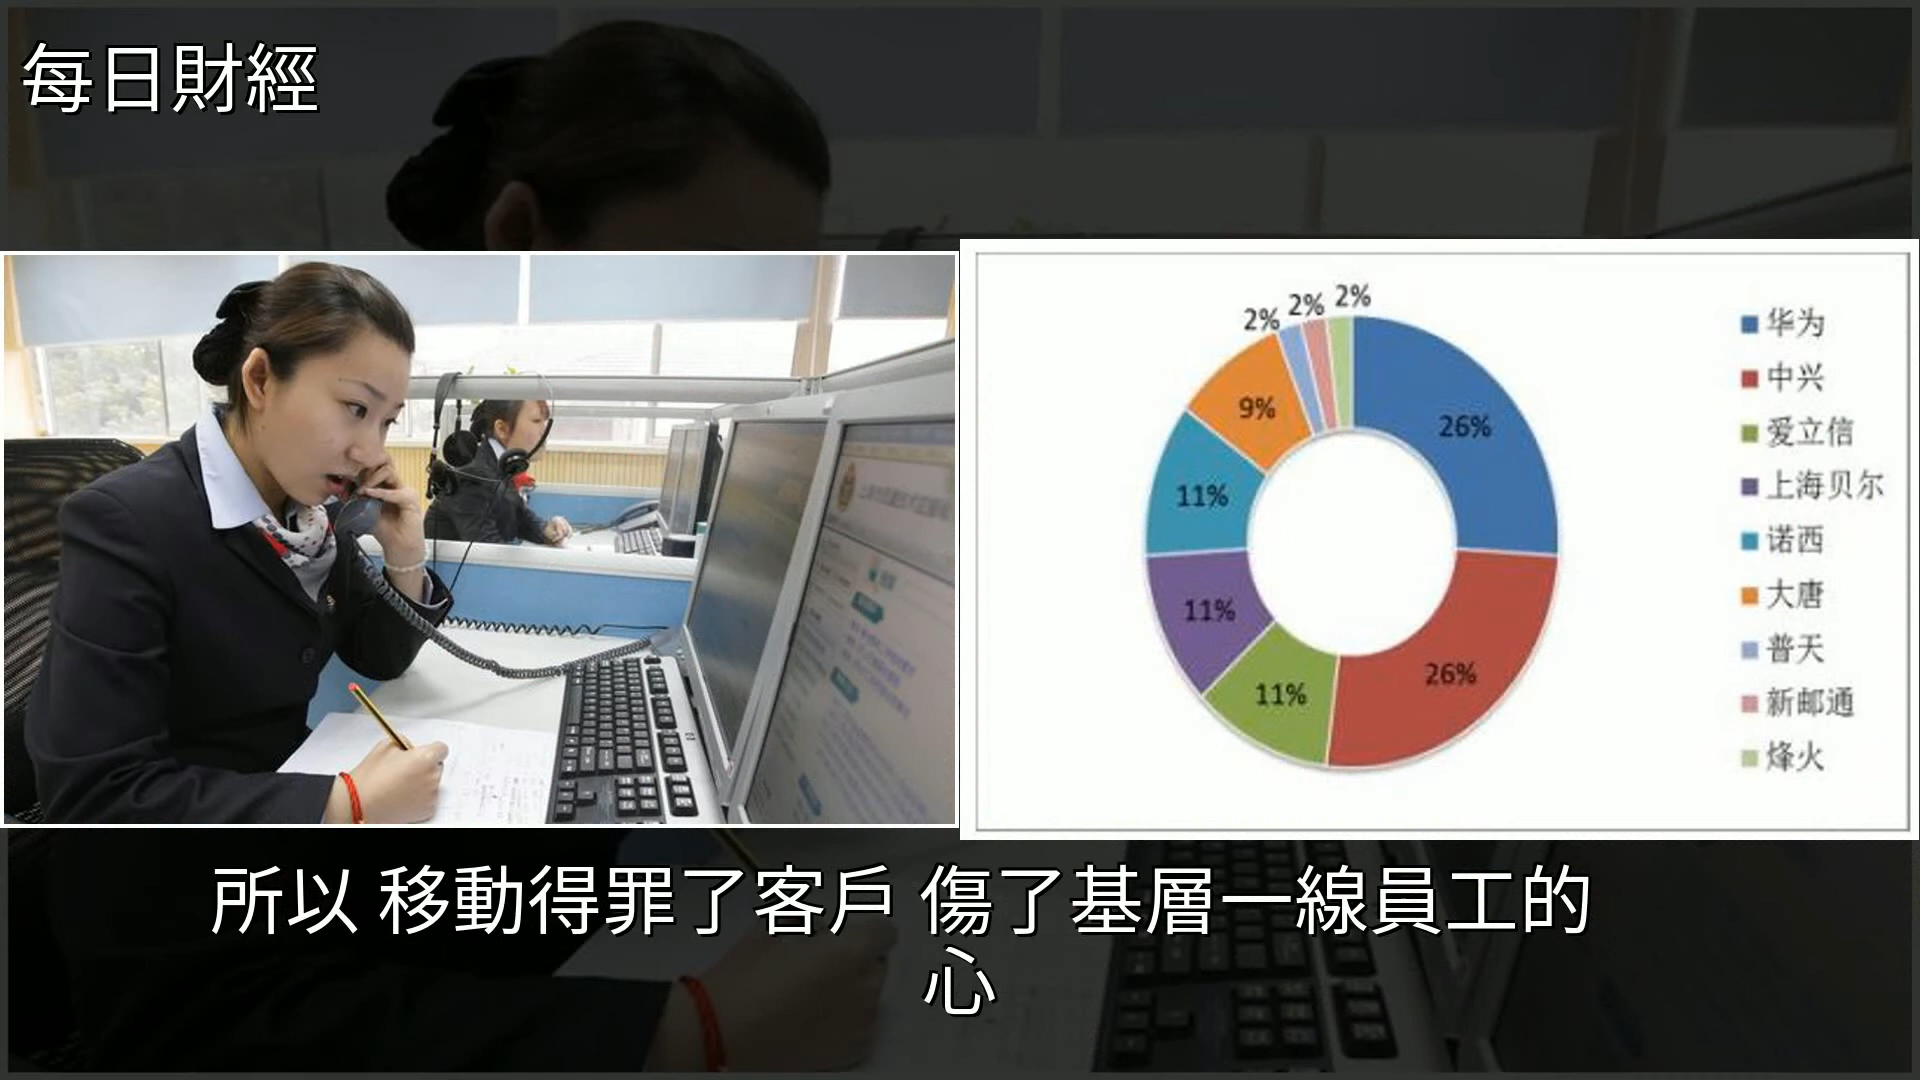 每日財經
2%
2%
2%
9%
26%
11%
11%
11%
26%
华为
中兴
爱立信
上海贝尔
诺西
大唐
普天
新邮通
烽火
所以 移動得罪了客戶 傷了基層一線員工的
心